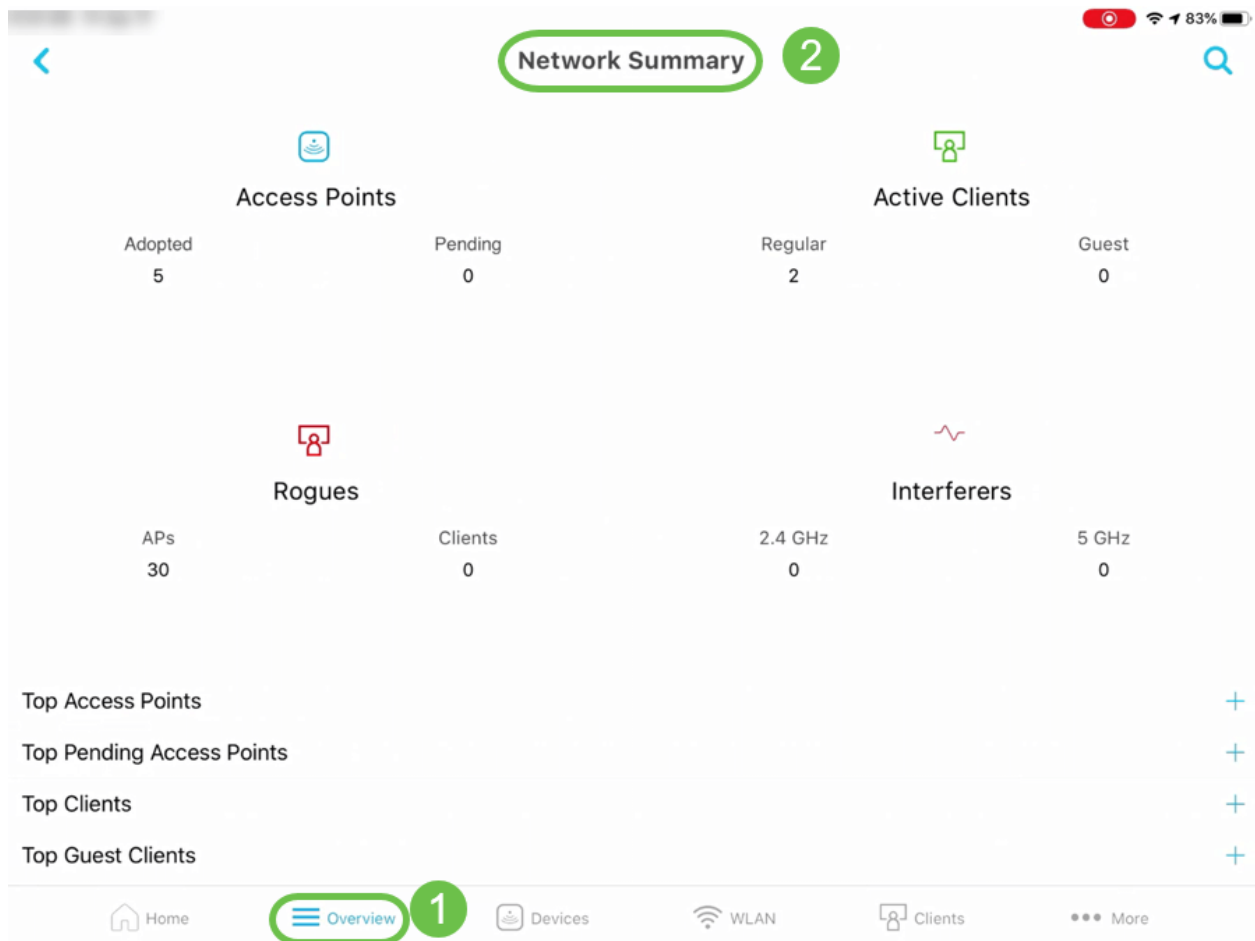 83%
Network Summary
2
Access Points
Active Clients
Adopted
Pending
Regular
Guest
5
0
2
0
Rogues
Interferers
APs
Clients
2.4 GHz
5 GHz
30
0
0
0
Top Access Points
Top Pending Access Points
Top Clients
Top Guest Clients
Home
Overview
1
Devices
WLAN
Clients
More